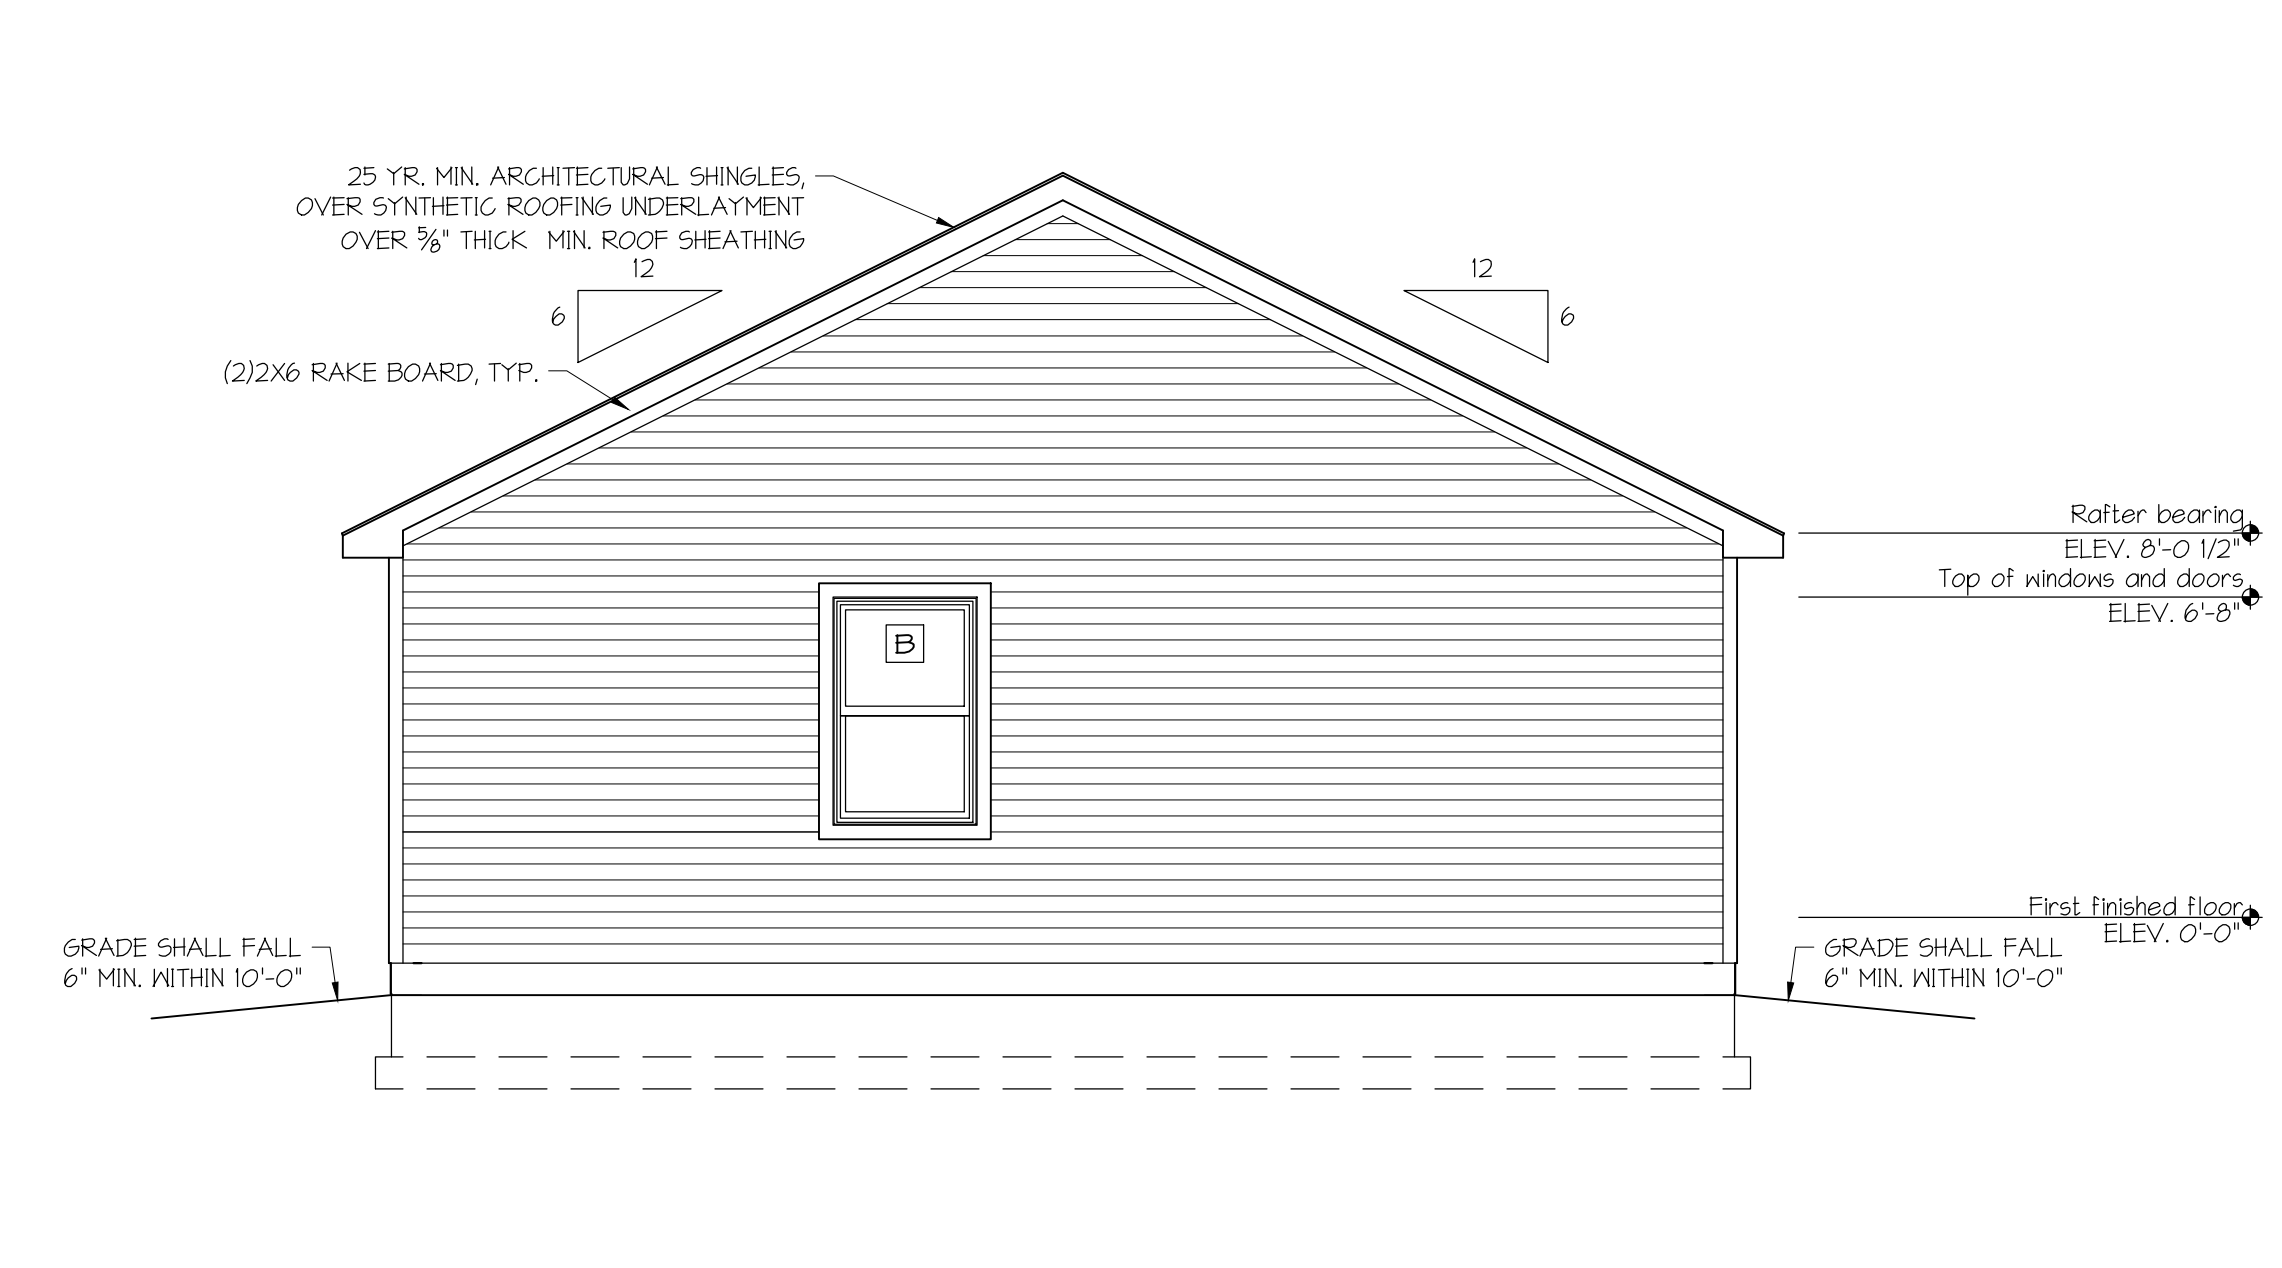 25 YR. MIN. ARCHITECTURAL SHINGLES,
OVER SYNTHETIC ROOFING UNDERLAYMENT
OVER ⅝" THICK MIN. ROOF SHEATHING
12
6
12
6
(2)2X6 RAKE BOARD, TYP.
Rafter bearing
ELEV. 8'-0 1/2"
Top of windows and doors
ELEV. 6'-8"
B
First finished floor
ELEV. 0'-0"
GRADE SHALL FALL
6" MIN. WITHIN 10'-0"
GRADE SHALL FALL
6" MIN. WITHIN 10'-0"